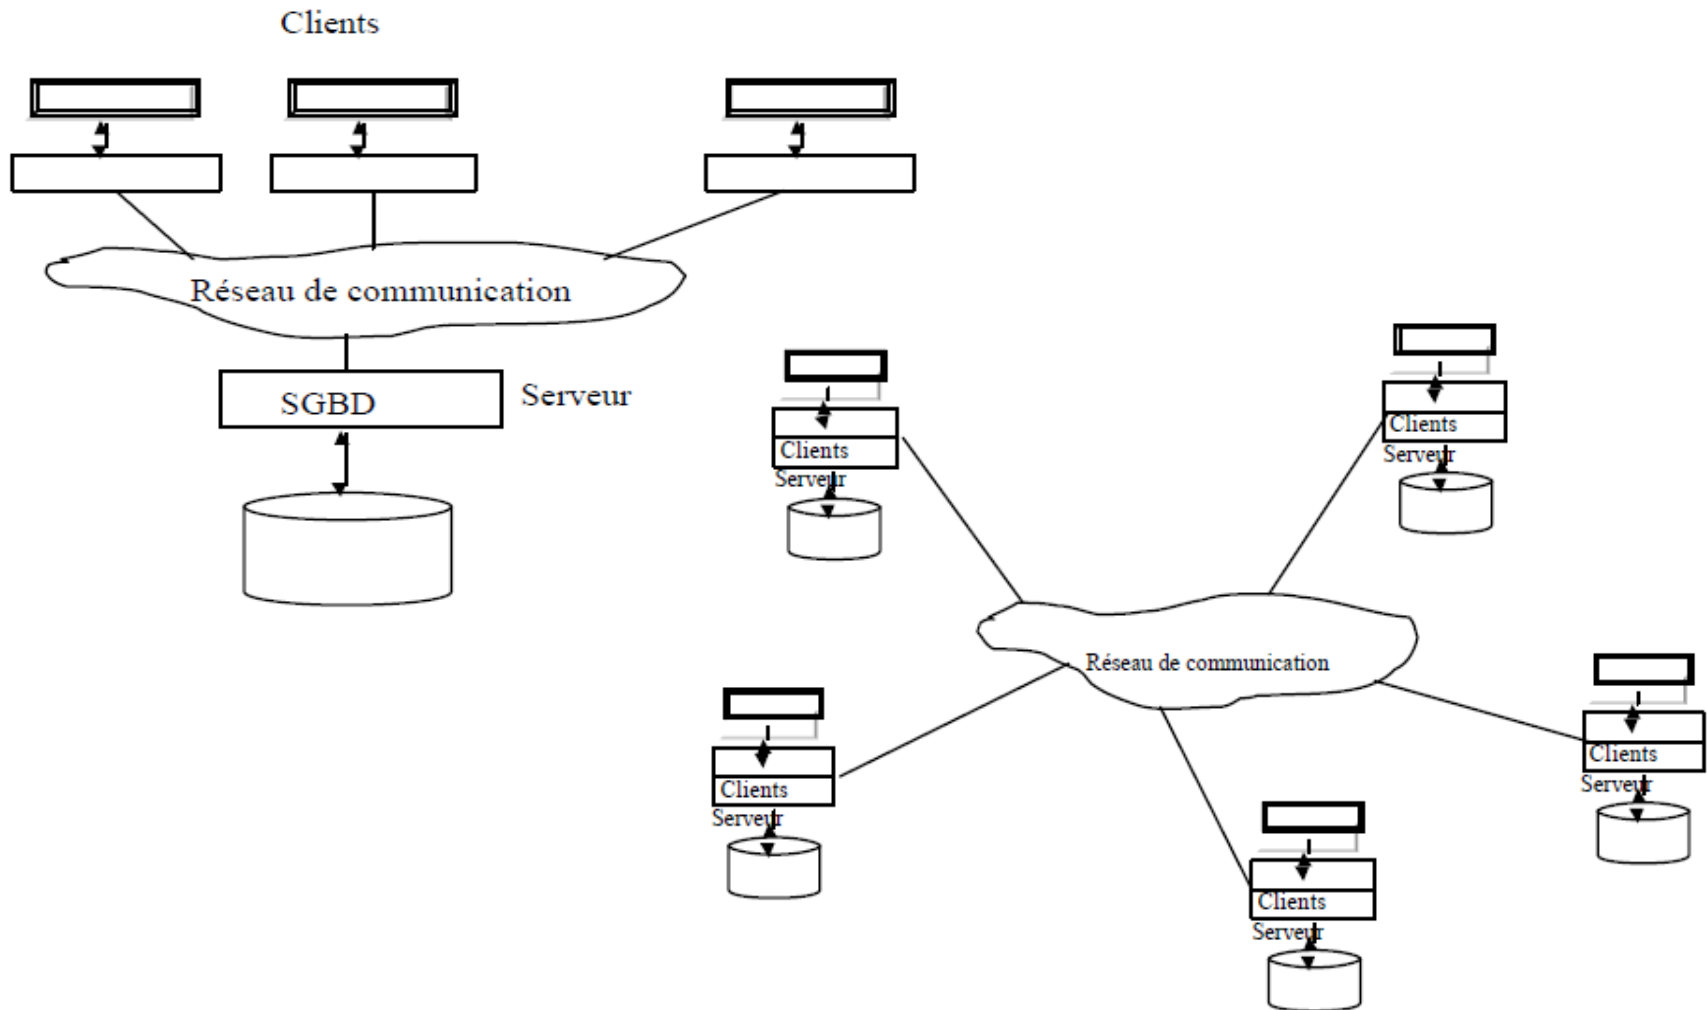 Clients
Réseau de communication
SGBD
Serveur
Clients
Serveur
Clients
Serveur
Réseau de communication
Clients
Serveur
Clients
Serveur
Clients
Serveur